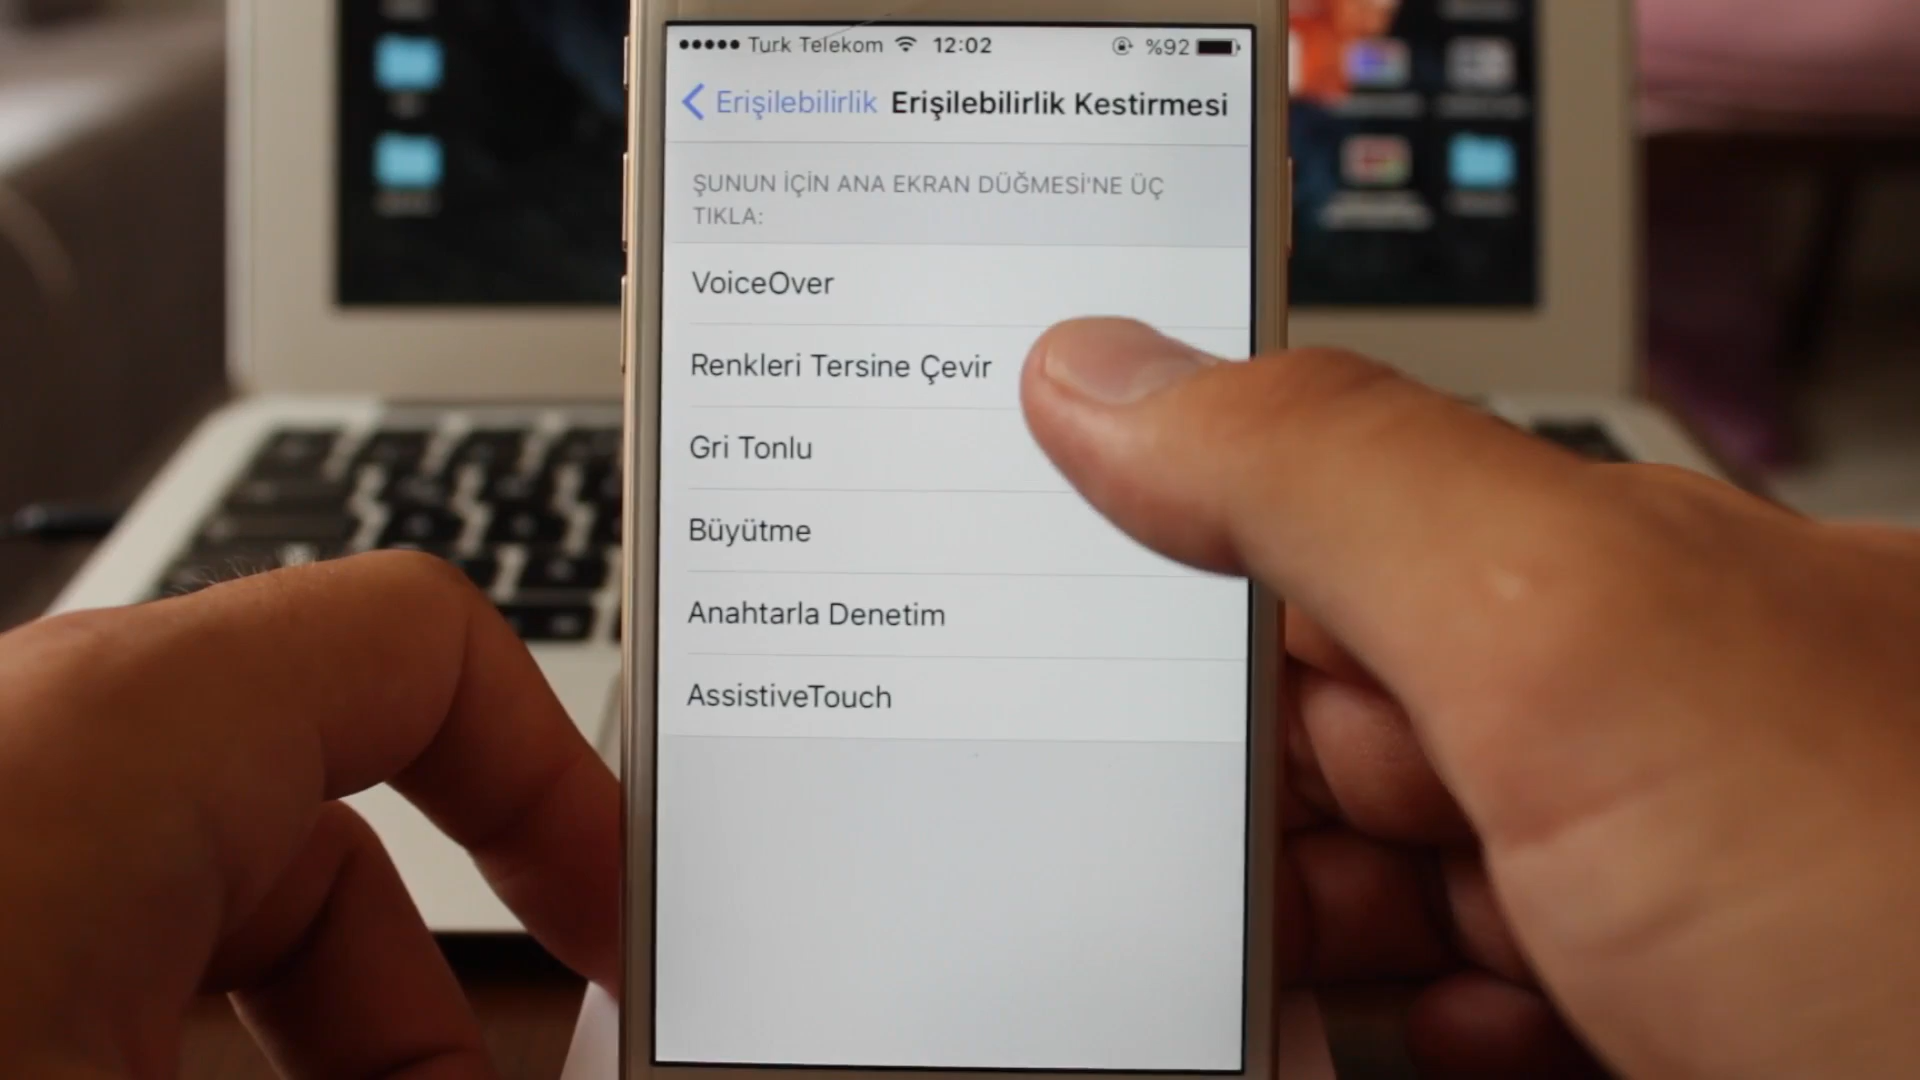 Turk Telekom 12:02 %92
Erişilebilirlik Erişilebilirlik Kestirmesi
ŞUNUN İÇİN ANA EKRAN DÜĞMESİ'NE ÜÇ
TIKLA:
VoiceOver
Renkleri Tersine Çevir
Gri Tonlu
Büyütme
Anahtarla Denetim
AssistiveTouch